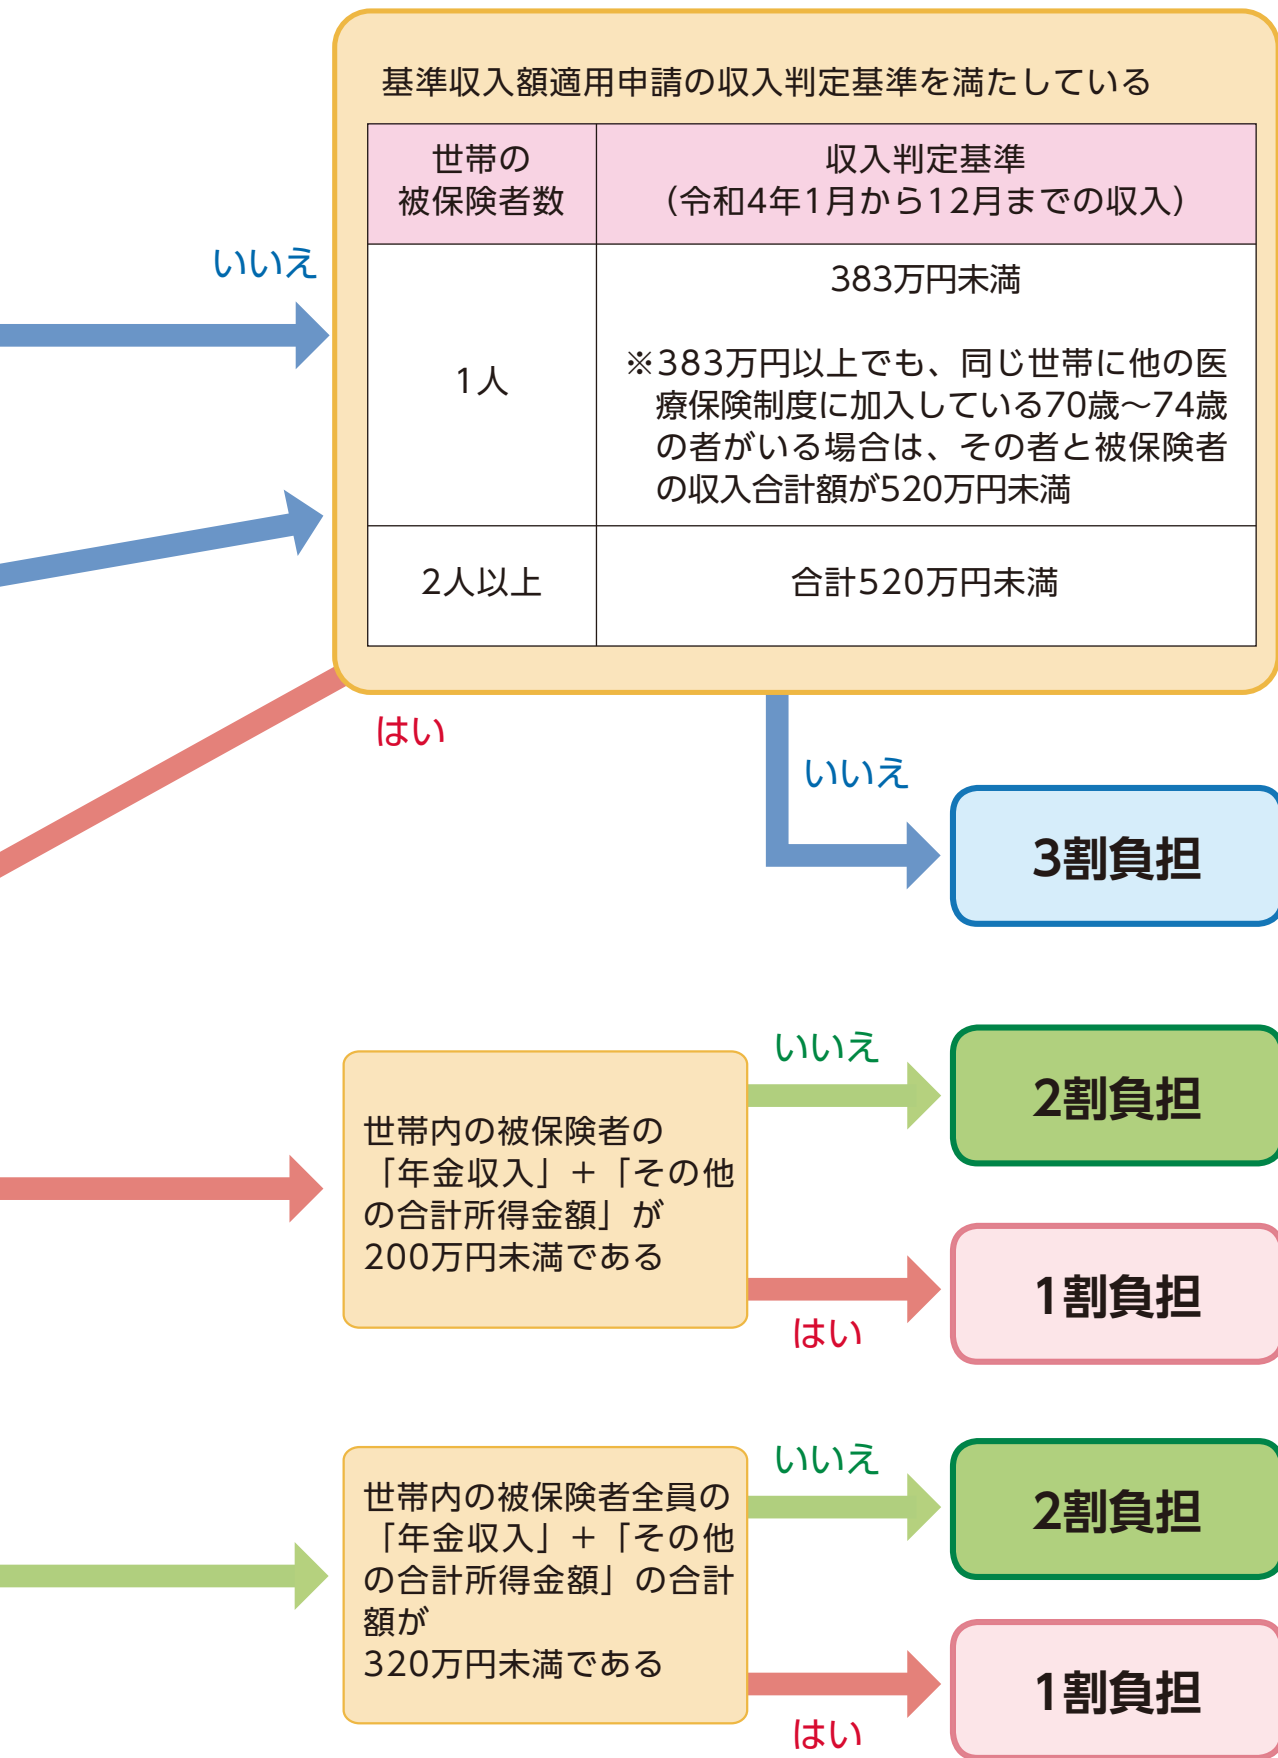 基準収入額適用申請の収入判定基準を満たしている
世帯の
被保険者数
収入判定基準
（令和4年1月から12月までの収入）
いいえ
1人
383万円未満
※383万円以上でも、同じ世帯に他の医
療保険制度に加入している70歳～74歳
の者がいる場合は、その者と被保険者
の収入合計額が520万円未満
2人以上
合計520万円未満
はい
いいえ
3割負担
世帯内の被保険者の
「年金収入」＋「その他
の合計所得金額」が
200万円未満である
いいえ
2割負担
はい
1割負担
世帯内の被保険者全員の
「年金収入」＋「その他
の合計所得金額」の合計
額が
320万円未満である
いいえ
2割負担
はい
1割負担